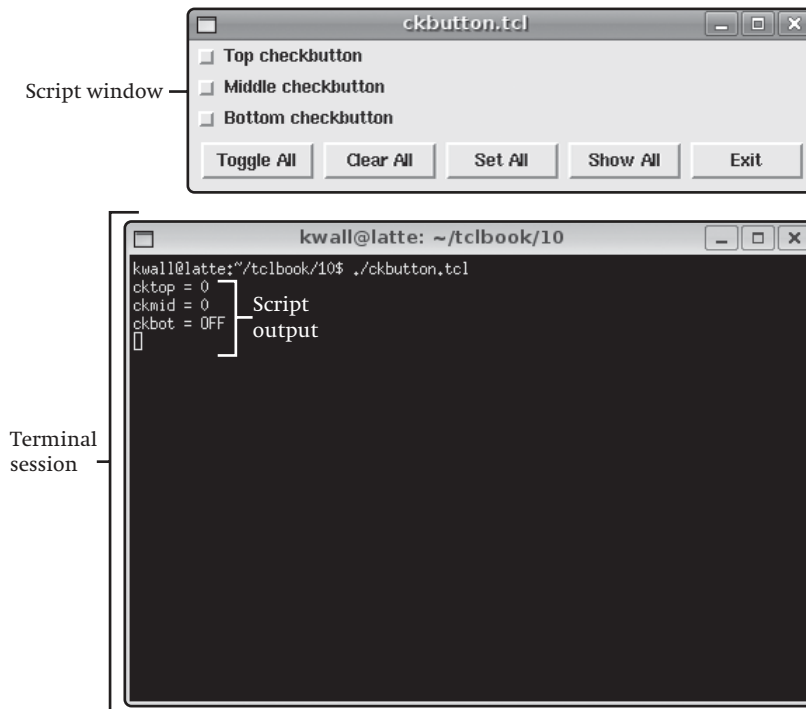 ckbutton.tcl
Top checkbutton
Script window
Middle checkbutton
Bottom checkbutton
Toggle All Clear All Set All Show All Exit
kwall@latte: ~/tclbook/10
kwall@latte:~/tclbook/10$ ./ckbutton.tcl
cktop = 0
ckmid = 0
ckbot = OFF
Script
output
Terminal
session